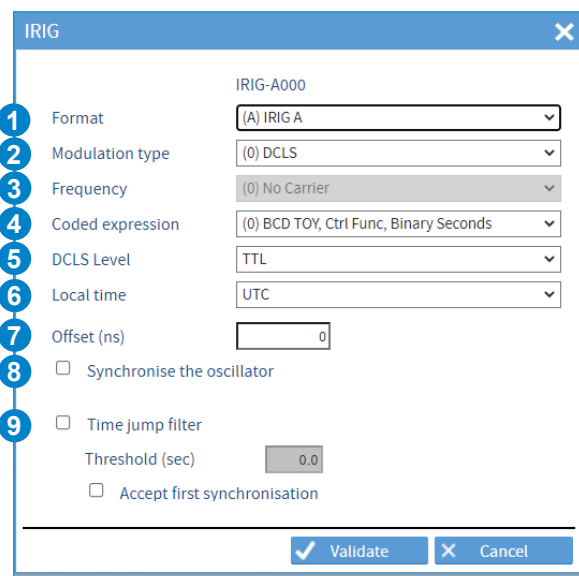 IRIG
IRIG-A000
1 Format (A) IRIG A
2 Modulation type (0) DCLS
3 Frequency (0) No Carrier
4 Coded expression (0) BCD TOY, Ctrl Func, Binary Seconds
5 DCLS Level TTL
6 Local time UTC
7 Offset (ns) 0
8 Synchronise the oscillator
9 Time jump filter
Threshold (sec) 0.0
Accept first synchronisation
Validate Cancel